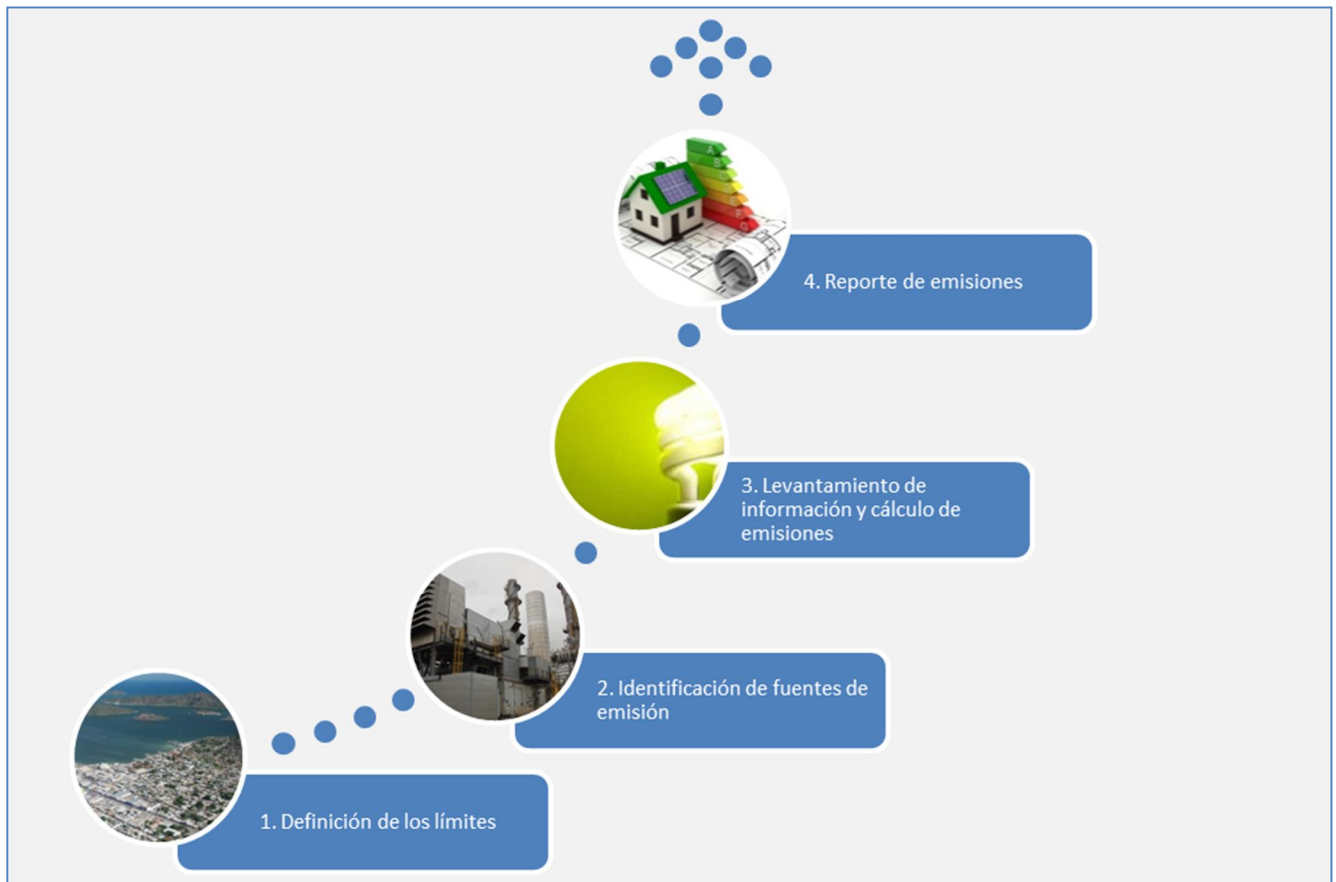 A
B
4. Reporte de emisiones
3. Levantamiento de
información y cálculo de
emisiones
2. Identificación de fuentes de
emisión
1. Definición de los límites